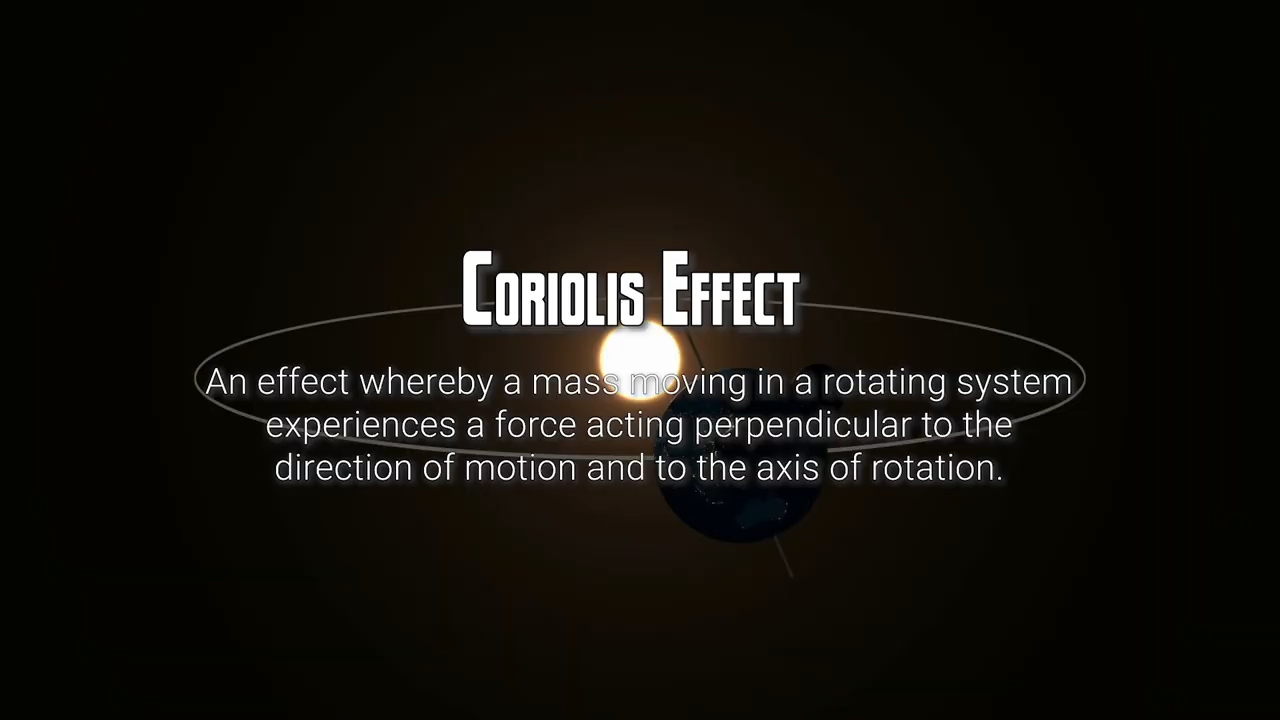 Coriolis Effect
An effect whereby a mass moving in a rotating system
experiences a force acting perpendicular to the
direction of motion and to the axis of rotation.